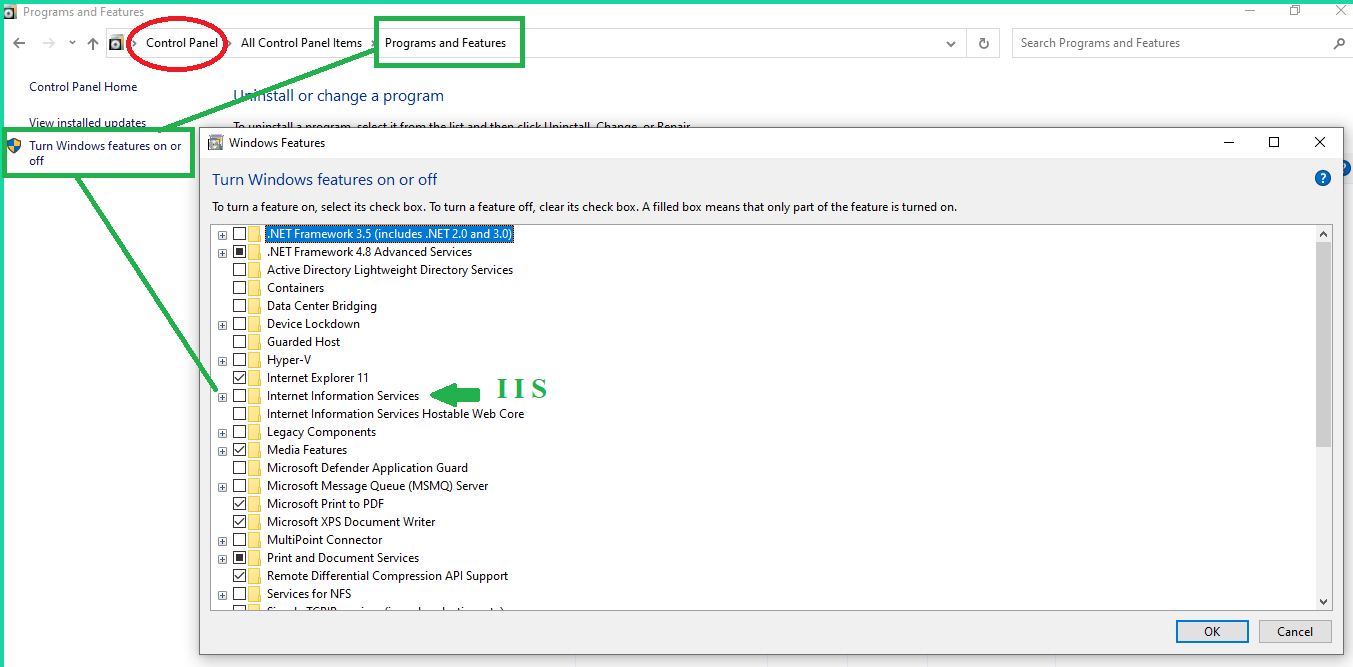 Programs and Features
Control Panel
All Control Panel Items
Programs and Features
Search Programs and Features
Control Panel Home
Uninstall or change a program
View installed updates
To uninstall a program, select it from the list and then click Uninstall, Change, or Repair.
Turn Windows features on or
off
Windows Features
Turn Windows features on or off
To turn a feature on, select its check box. To turn a feature off, clear its check box. A filled box means that only part of the feature is turned on.
.NET Framework 3.5 (includes .NET 2.0 and 3.0)
.NET Framework 4.8 Advanced Services
Active Directory Lightweight Directory Services
Containers
Data Center Bridging
Device Lockdown
Guarded Host
Hyper-V
Internet Explorer 11
Internet Information Services
I I S
Internet Information Services Hostable Web Core
Legacy Components
Media Features
Microsoft Defender Application Guard
Microsoft Message Queue (MSMQ) Server
Microsoft Print to PDF
Microsoft XPS Document Writer
MultiPoint Connector
Print and Document Services
Remote Differential Compression API Support
Services for NFS
OK
Cancel